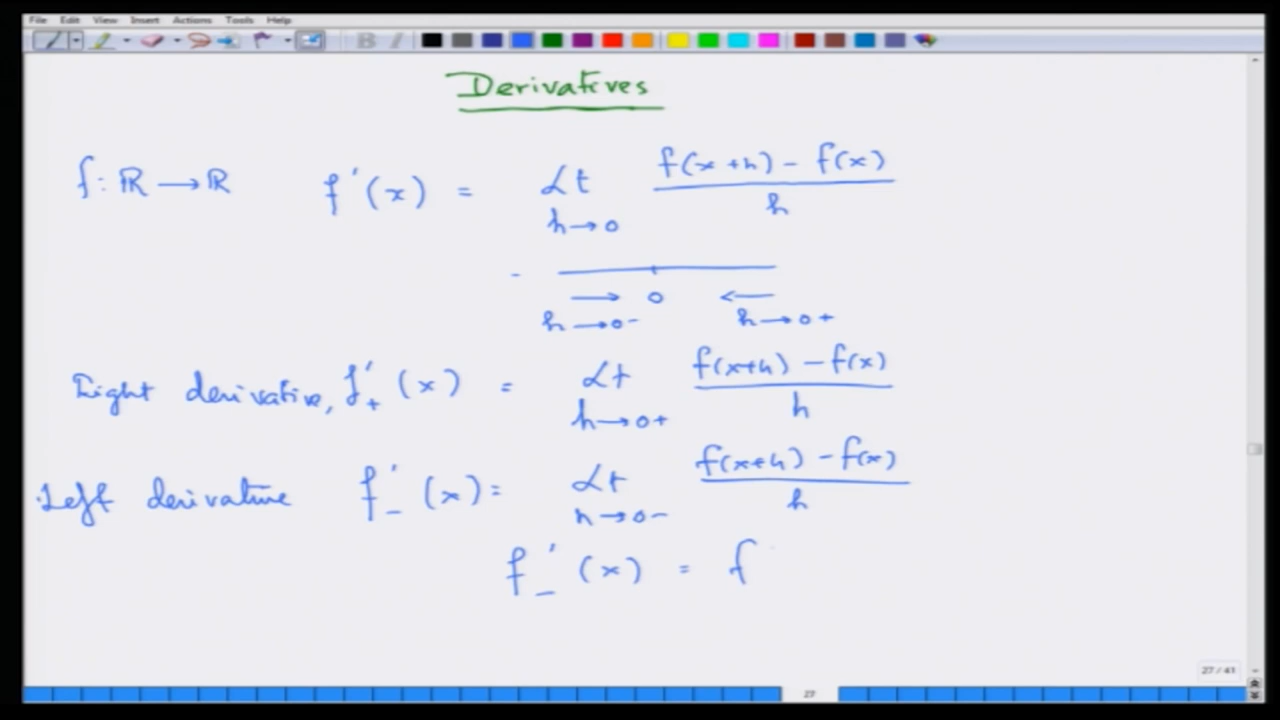 File Edit View Insert Actions Tools Help
Derivatives
f: ℝ → ℝ f'(x) = Lt f(x+h) - f(x) / h
h→0
0
h→0- h→0+
Right derivative, f'₊(x) = Lt f(x+h) - f(x) / h
h→0+
Left derivative f'₋(x) = Lt f(x+h) - f(x) / h
h→0-
f'₋(x) = f
27 / 41
27